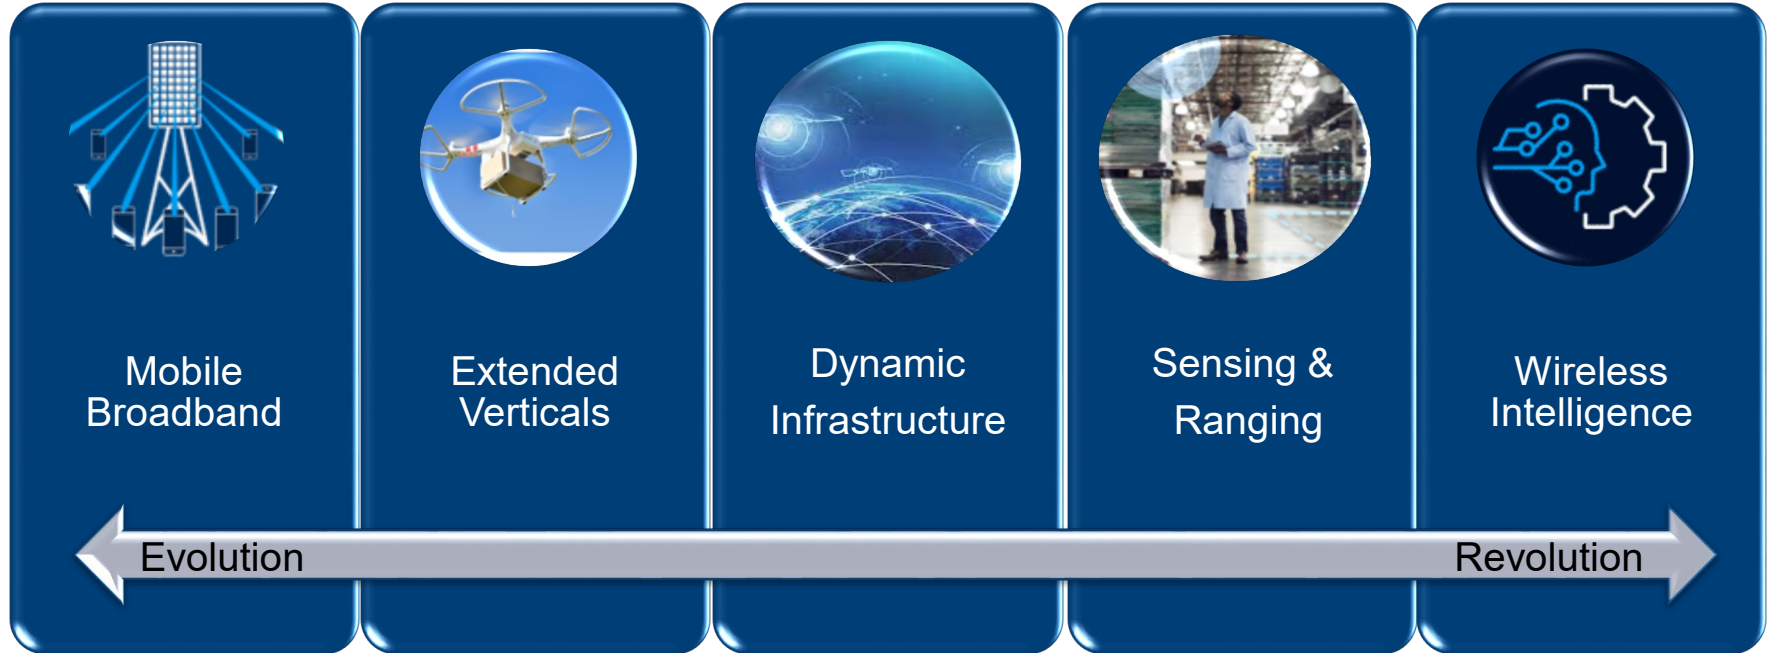 Mobile
Broadband
Extended
Verticals
Dynamic
Infrastructure
Sensing &
Ranging
Wireless
Intelligence
Evolution
Revolution